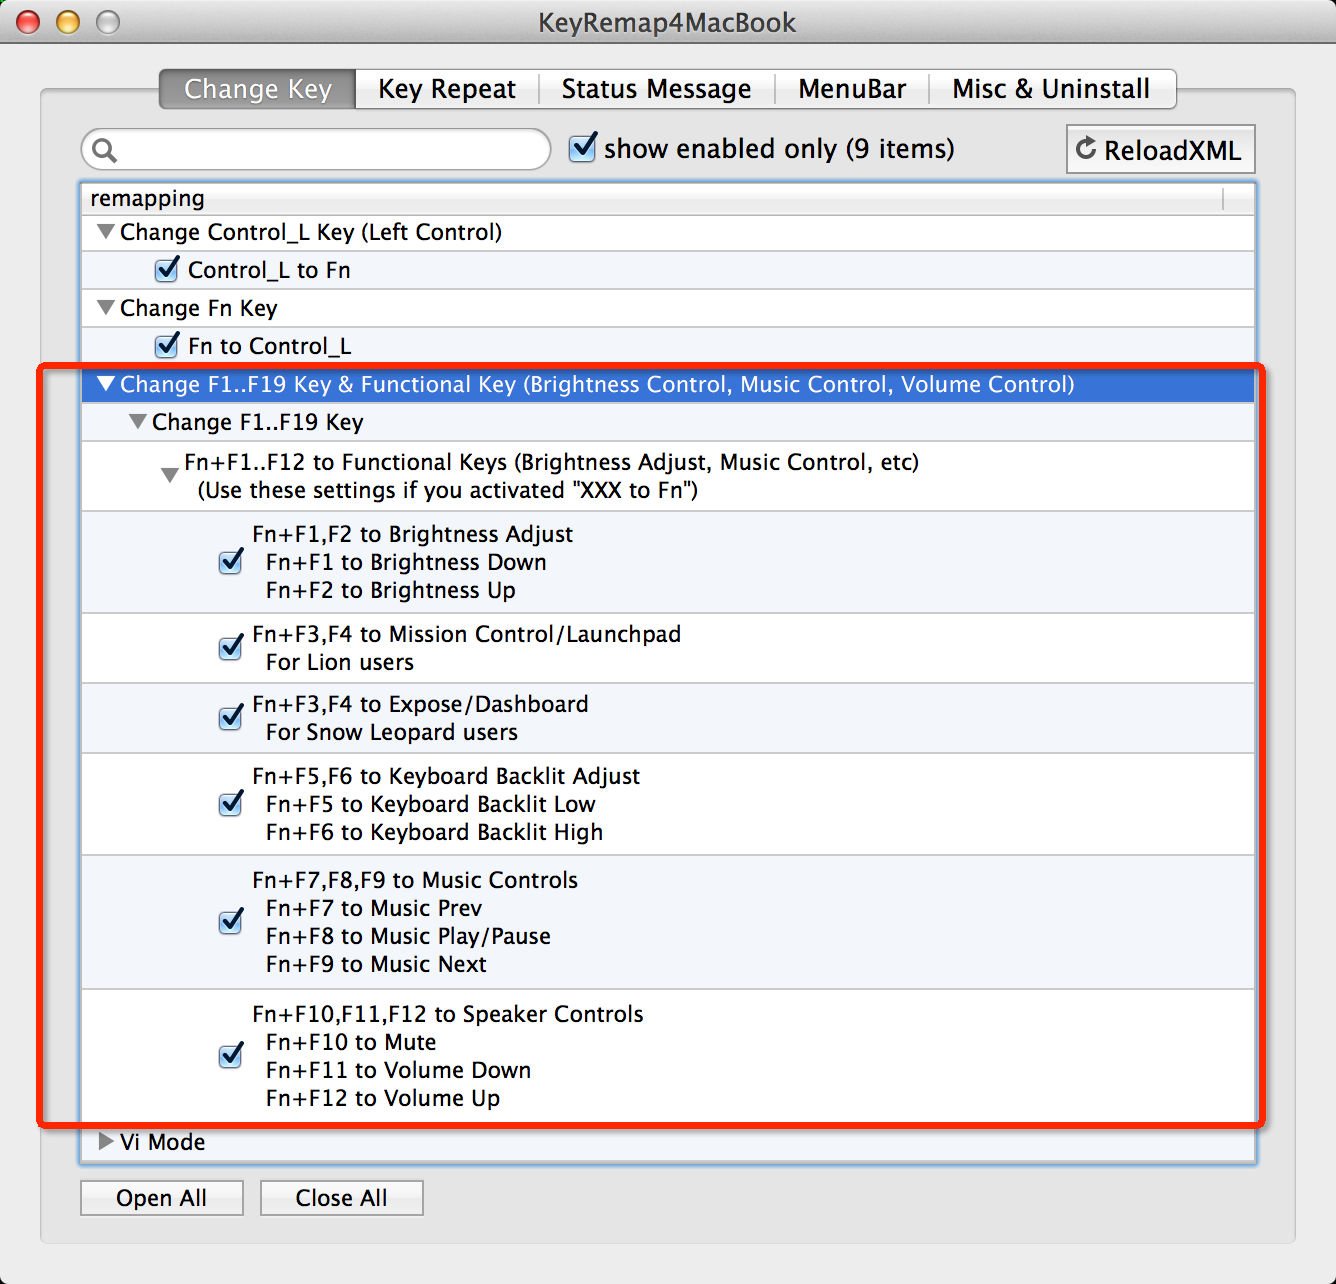 KeyRemap4MacBook
Change Key
Key Repeat
Status Message
MenuBar
Misc & Uninstall
show enabled only (9 items)
ReloadXML
remapping
Change Control_L Key (Left Control)
Control_L to Fn
Change Fn Key
Fn to Control_L
Change F1..F19 Key & Functional Key (Brightness Control, Music Control, Volume Control)
Change F1..F19 Key
Fn+F1..F12 to Functional Keys (Brightness Adjust, Music Control, etc)
(Use these settings if you activated "XXX to Fn")
Fn+F1,F2 to Brightness Adjust
Fn+F1 to Brightness Down
Fn+F2 to Brightness Up
Fn+F3,F4 to Mission Control/Launchpad
For Lion users
Fn+F3,F4 to Expose/Dashboard
For Snow Leopard users
Fn+F5,F6 to Keyboard Backlit Adjust
Fn+F5 to Keyboard Backlit Low
Fn+F6 to Keyboard Backlit High
Fn+F7,F8,F9 to Music Controls
Fn+F7 to Music Prev
Fn+F8 to Music Play/Pause
Fn+F9 to Music Next
Fn+F10,F11,F12 to Speaker Controls
Fn+F10 to Mute
Fn+F11 to Volume Down
Fn+F12 to Volume Up
Vi Mode
Open All
Close All